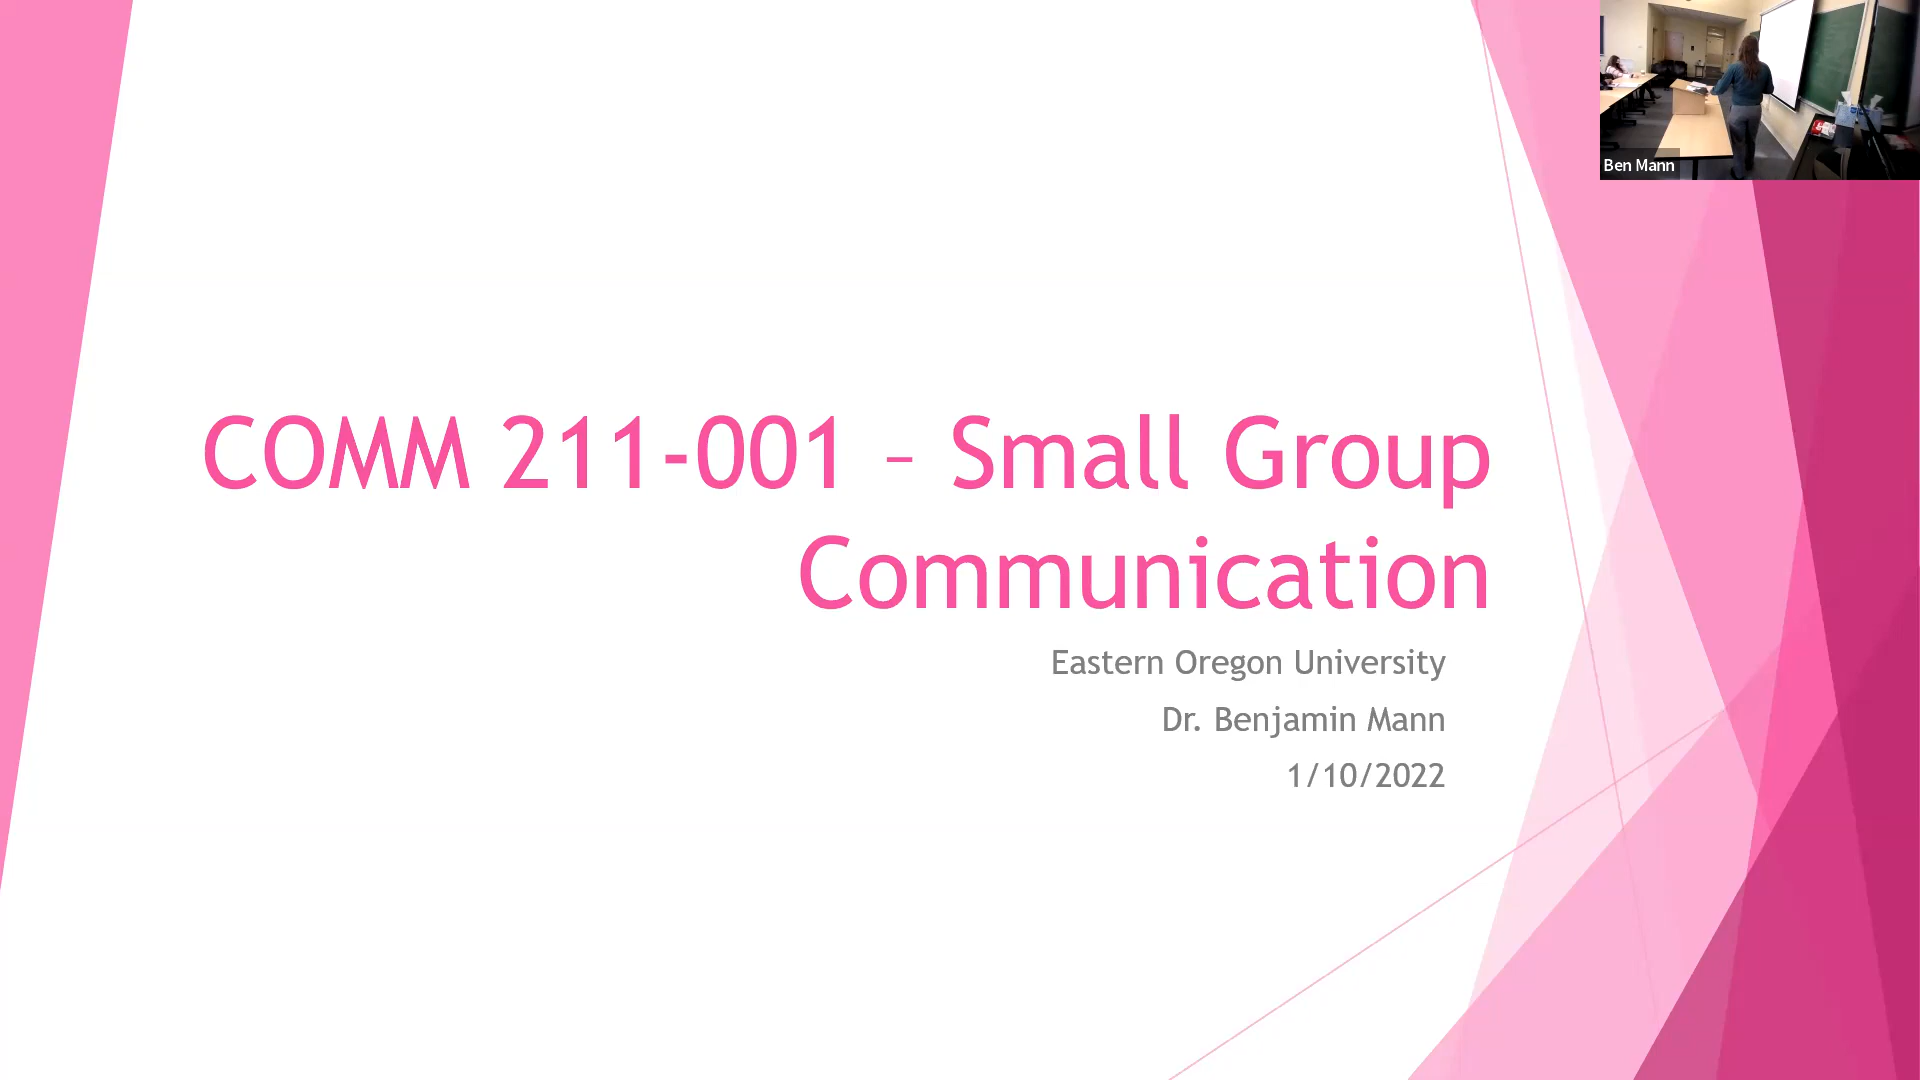 Ben Mann
COMM 211-001 – Small Group
Communication
Eastern Oregon University
Dr. Benjamin Mann
1/10/2022